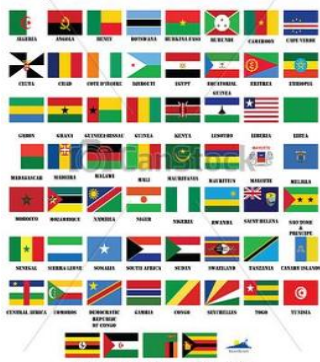 ALGERIA ANGOLA BENIN BOTSWANA BURKINA FASO BURUNDI CAMEROON CAPE VERDE
CEUTA CHAD COTE D'IVOIRE DJIBOUTI EGYPT EQUATORIAL GUINEA ERITREA ETHIOPIA
GABON GHANA GUINEE-BISSAU GUINEA KENYA LESOTHO LIBERIA LIBYA
MADAGASCAR MADEIRA MALAWI MALI MAURITANIA MAURITIUS MAYOTTE MELILLA
CanStock
MOROCCO MOZAMBIQUE NAMIBIA NIGER NIGERIA RWANDA SAINT HELENA SAO TOME & PRINCIPE
SENEGAL SIERRA LEONE SOMALIA SOUTH AFRICA SUDAN SWAZILAND TANZANIA CANARY ISLANDS
CENTRAL AFRICA COMOROS DEMOCRATIC REPUBLIC OF CONGO GAMBIA CONGO SEYCHELLES TOGO TUNISIA